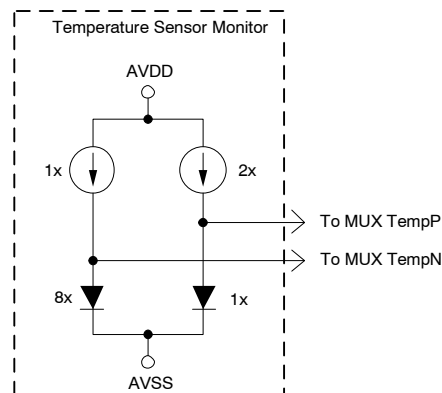 Temperature Sensor Monitor
AVDD
1x
2x
To MUX TempP
To MUX TempN
8x
1x
AVSS